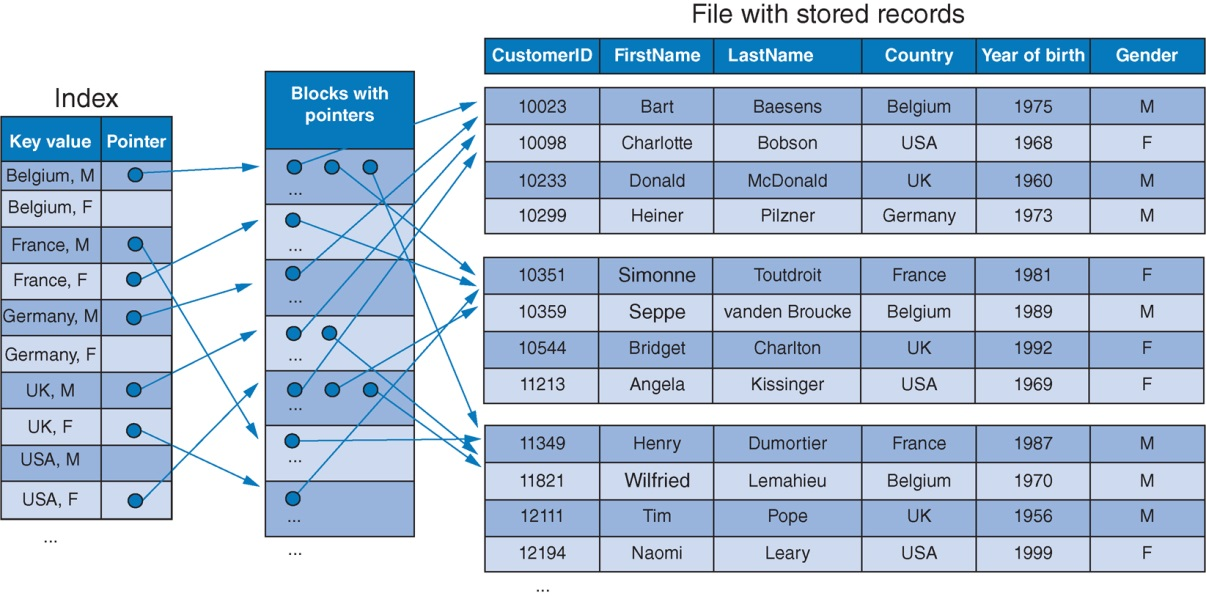 File with stored records
CustomerID FirstName LastName Country Year of birth Gender
10023 Bart Baesens Belgium 1975 M
10098 Charlotte Bobson USA 1968 F
10233 Donald McDonald UK 1960 M
10299 Heiner Pilzner Germany 1973 M
10351 Simonne Toutdroit France 1981 F
10359 Seppe vanden Broucke Belgium 1989 M
10544 Bridget Charlton UK 1992 F
11213 Angela Kissinger USA 1969 F
11349 Henry Dumortier France 1987 M
11821 Wilfried Lemahieu Belgium 1970 M
12111 Tim Pope UK 1956 M
12194 Naomi Leary USA 1999 F
...
Blocks with
pointers
...
...
...
...
...
...
...
...
Index
Key value Pointer
Belgium, M
Belgium, F
France, M
France, F
Germany, M
Germany, F
UK, M
UK, F
USA, M
USA, F
...